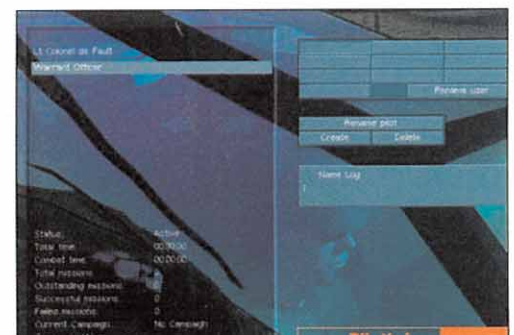 Lt Colonel de Fault
Warrant Officer
Rename user
Rename pilot
Create Delete
Name Log
Status: Active
Total time: 00:00:00
Combat time: 00:00:00
Total missions:
Outstanding missions:
Successful missions: 0
Failed missions: 0
Current Campaign: No Campaign